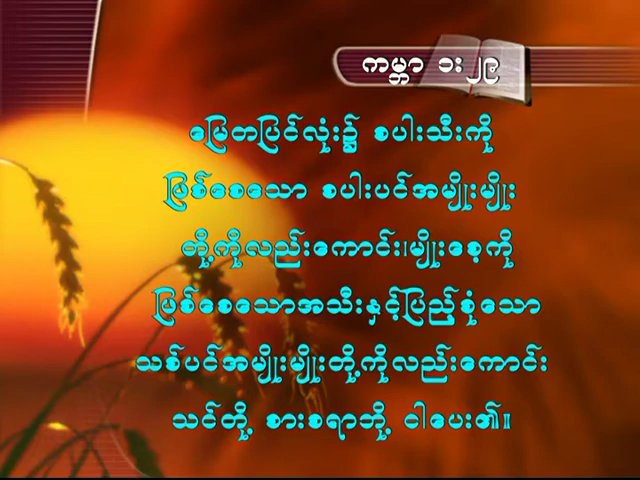 ကမ္ဘာ ၁း၂၉
မြေတပြင်လုံး၌ စပါးသီးကို
ဖြစ်စေသော စပါးပင်အမျိုးမျိုး
တို့ကိုလည်းကောင်း၊မျိုးစေ့ကို
ဖြစ်စေသောအသီးနှင့်ပြည့်စုံသော
သစ်ပင်အမျိုးမျိုးတို့ကိုလည်းကောင်း
သင်တို့ စားစရာဘို့ ငါပေး၏။